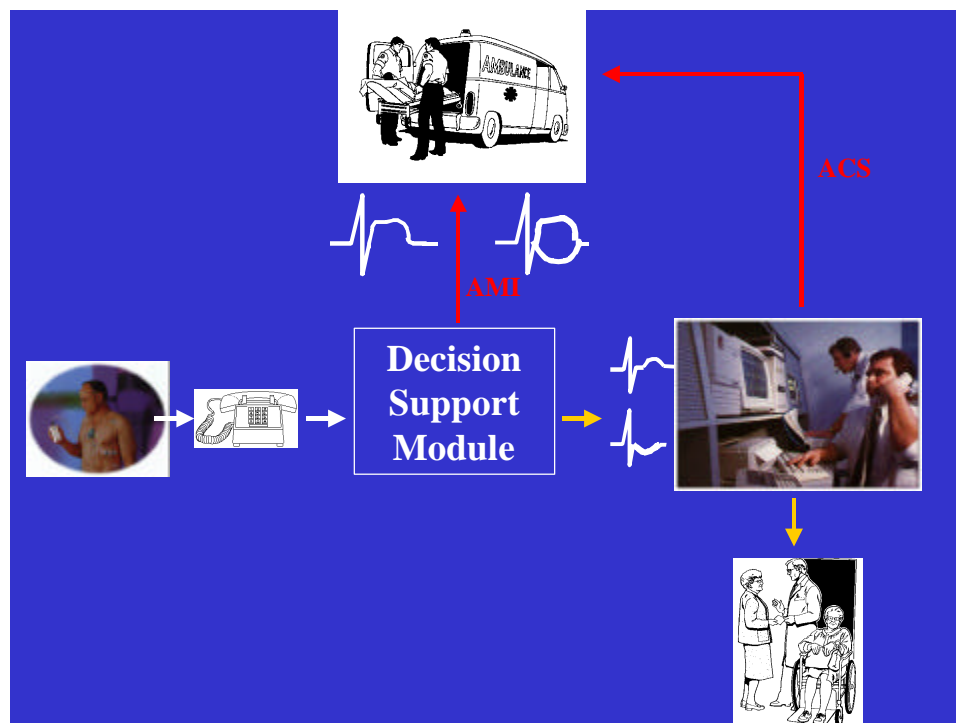 AMBULANCE
ACS
AMI
Decision
Support
Module